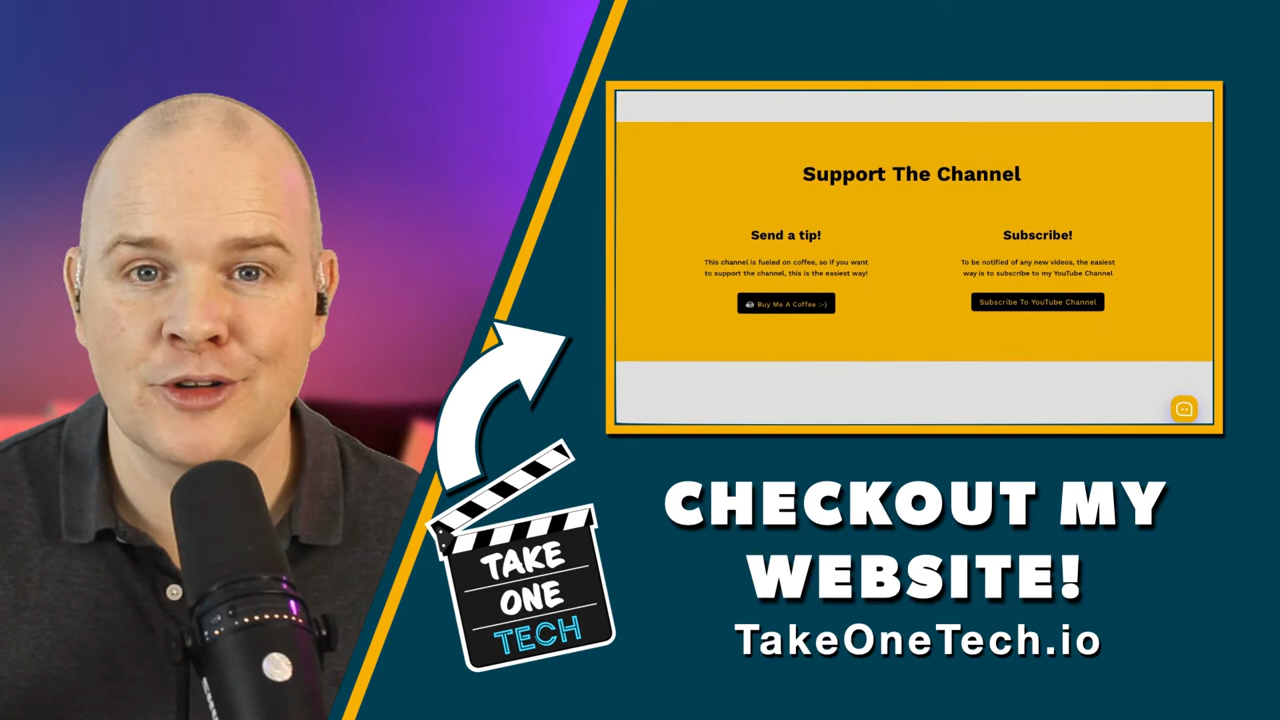 Support The Channel
Send a tip!
This channel is fueled on coffee, so if you want
to support the channel, this is the easiest way!
Buy Me A Coffee :-)
Subscribe!
To be notified of any new videos, the easiest
way is to subscribe to my YouTube Channel
Subscribe To YouTube Channel
TAKE
ONE
TECH
CHECKOUT MY
WEBSITE!
TakeOneTech.io